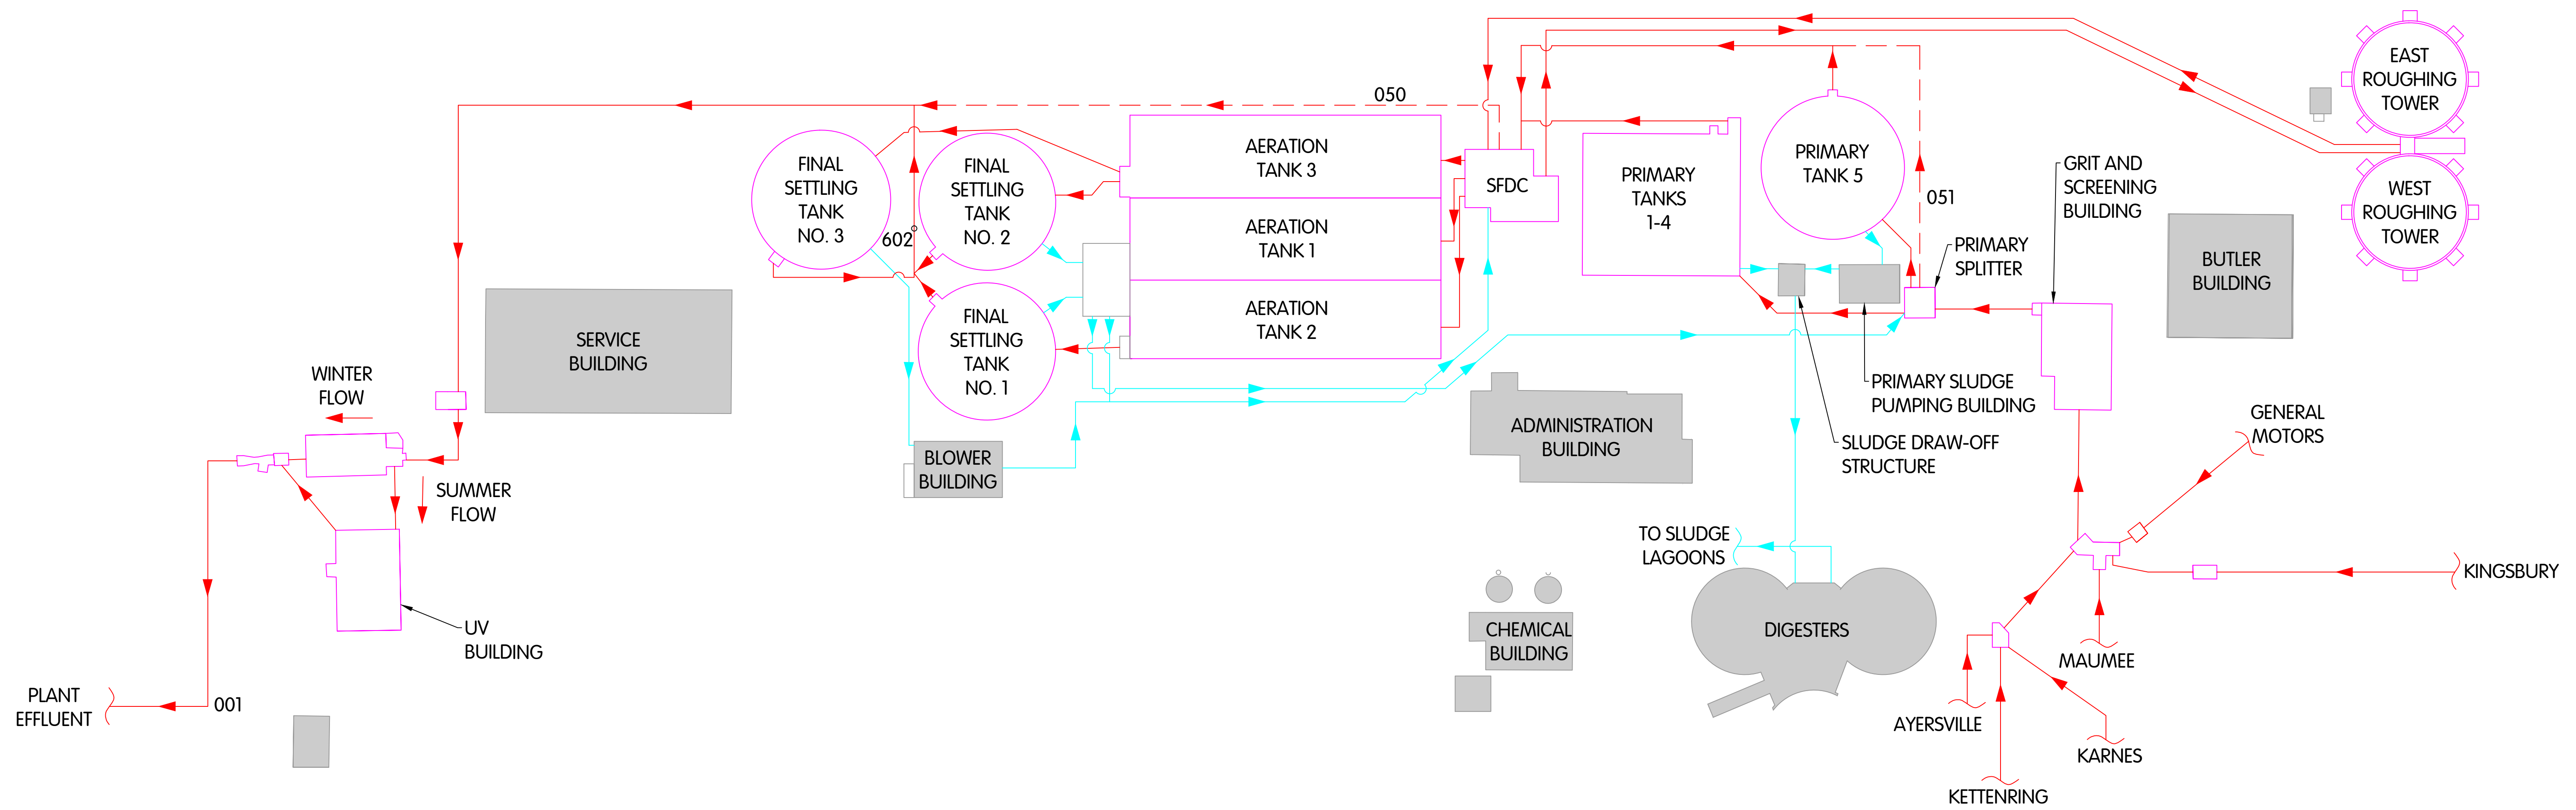 EAST
ROUGHING
TOWER
WEST
ROUGHING
TOWER
050
AERATION
TANK 3
AERATION
TANK 1
AERATION
TANK 2
SFDC
PRIMARY
TANKS
1-4
PRIMARY
TANK 5
051
GRIT AND
SCREENING
BUILDING
PRIMARY
SPLITTER
BUTLER
BUILDING
FINAL
SETTLING
TANK
NO. 3
FINAL
SETTLING
TANK
NO. 2
602
FINAL
SETTLING
TANK
NO. 1
SERVICE
BUILDING
WINTER
FLOW
SUMMER
FLOW
BLOWER
BUILDING
ADMINISTRATION
BUILDING
PRIMARY SLUDGE
PUMPING BUILDING
SLUDGE DRAW-OFF
STRUCTURE
GENERAL
MOTORS
TO SLUDGE
LAGOONS
KINGSBURY
UV
BUILDING
CHEMICAL
BUILDING
DIGESTERS
MAUMEE
PLANT
EFFLUENT
001
AYERSVILLE
KARNES
KETTENRING